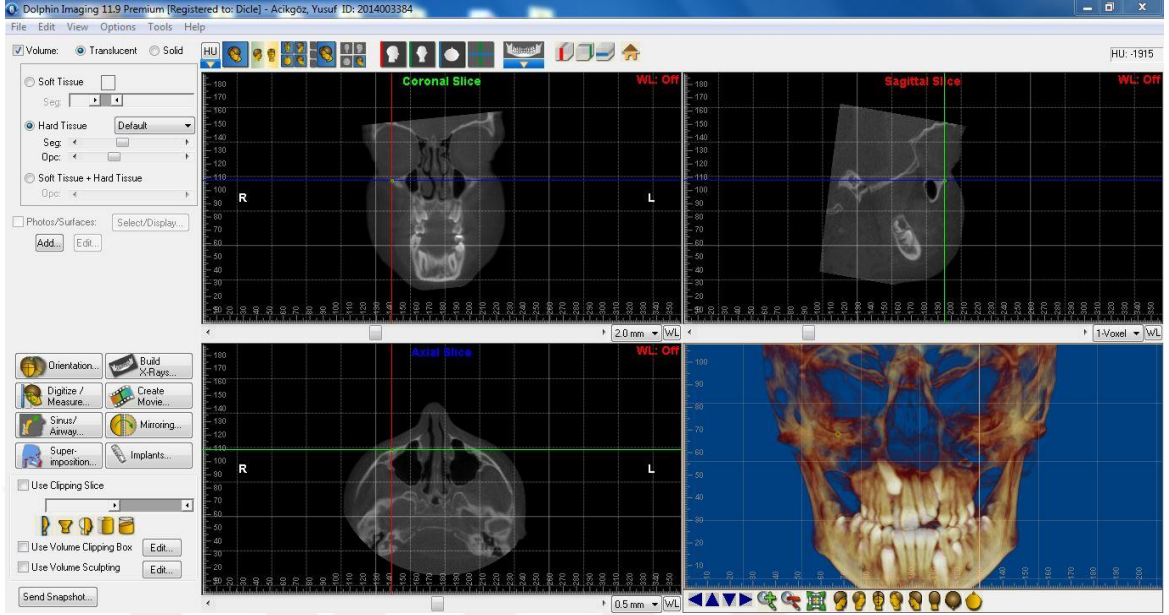 Dolphin Imaging 11.9 Premium [Registered to: Dicle] - Acikgöz, Yusuf ID: 2014003384
File Edit View Options Tools Help
Volume: Translucent Solid
HU
HU: -1915
Soft Tissue
Seg:
Hard Tissue Default
Seg:
Opc:
Soft Tissue + Hard Tissue
Opc:
Photos/Surfaces: Select/Display...
Add... Edit...
Coronal Slice WL: Off
R L
2.0 mm WL
Sagittal Slice WL: Off
1-Voxel WL
Orientation... Build X-Rays...
Digitize / Measure... Create Movie...
Sinus/ Airway... Mirroring...
Super-imposition... Implants...
Use Clipping Slice
Use Volume Clipping Box Edit...
Use Volume Sculpting Edit...
Send Snapshot...
Axial Slice WL: Off
R L
0.5 mm WL